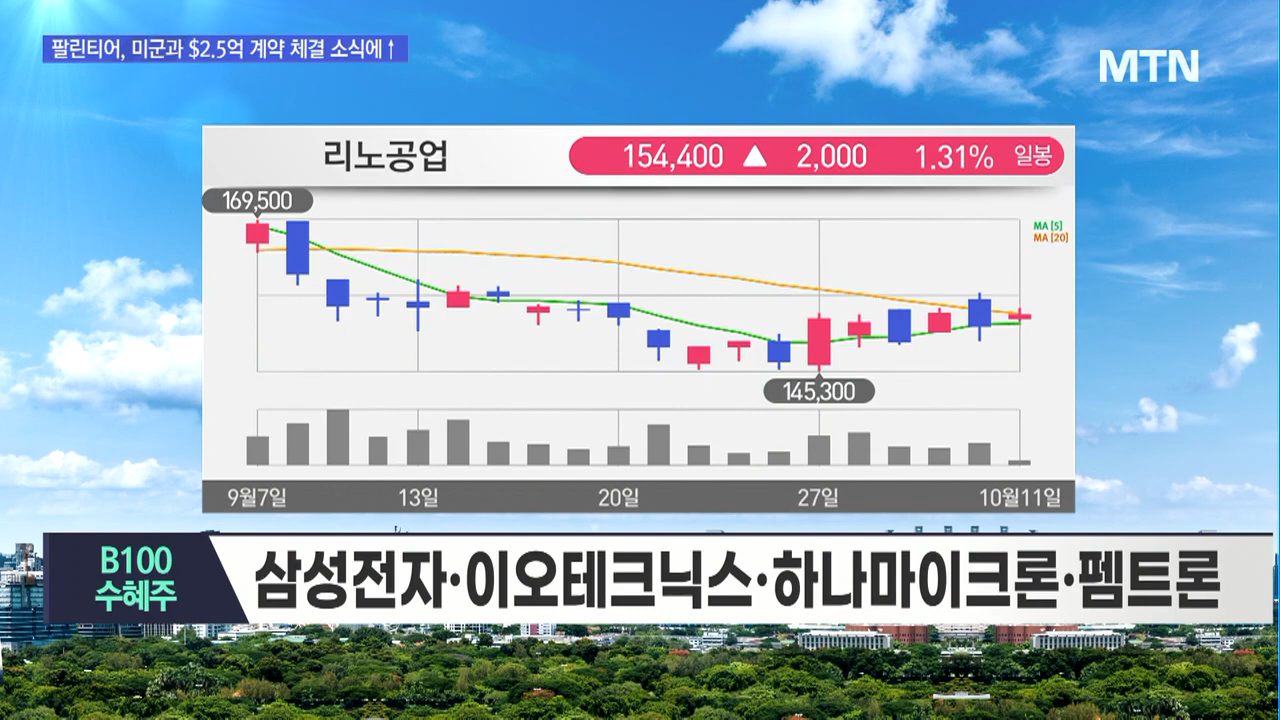 팔린티어, 미군과 $2.5억 계약 체결 소식에↑
MTN
리노공업
154,400 ▲ 2,000 1.31% 일봉
169,500
MA [5]
MA [20]
145,300
9월7일 13일 20일 27일 10월11일
B100
수혜주
삼성전자·이오테크닉스·하나마이크론·펨트론